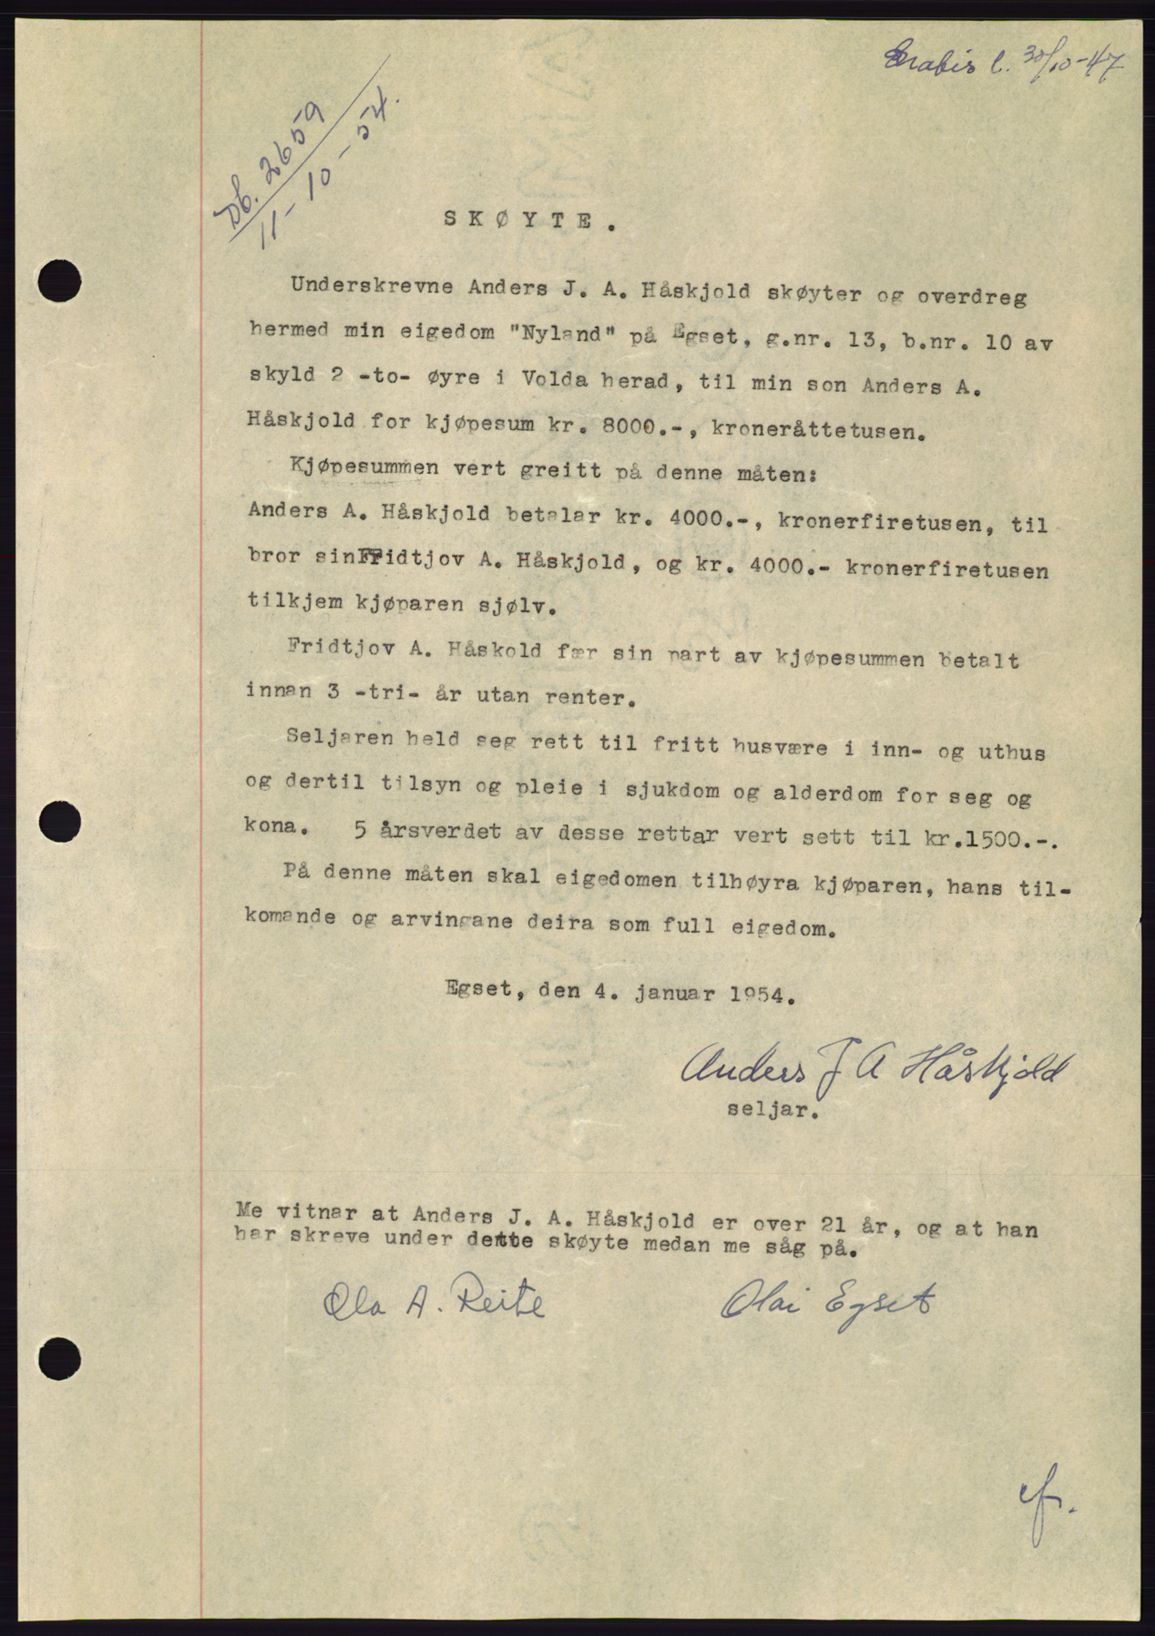 l. 30/10-47
Db. 2659
11-10-54.
SKØYTE.
Underskrevne Anders J. A. Håskjold skøyter og overdreg
hermed min eigedom "Nyland" på Egset, g.nr. 13, b.nr. 10 av
skyld 2 -to- øyre i Volda herad, til min son Anders A.
Håskjold for kjøpesum kr. 8000.-, kroneråttetusen.
Kjøpesummen vert greitt på denne måten:
Anders A. Håskjold betalar kr. 4000.-, kronerfiretusen, til
bror sinFridtjov A. Håskjold, og kr. 4000.- kronerfiretusen
tilkjem kjøparen sjølv.
Fridtjov A. Håskold fær sin part av kjøpesummen betalt
innan 3 -tri- år utan renter.
Seljaren held seg rett til fritt husvære i inn- og uthus
og dertil tilsyn og pleie i sjukdom og alderdom for seg og
kona. 5 årsverdet av desse rettar vert sett til kr.1500.-.
På denne måten skal eigedomen tilhøyra kjøparen, hans til-
komande og arvingane deira som full eigedom.
Egset, den 4. januar 1954.
Anders J A Håskjold
seljar.
Me vitnar at Anders J. A. Håskjold er over 21 år, og at han
har skreve under dette skøyte medan me såg på.
Ola A. Reite Olai Egset